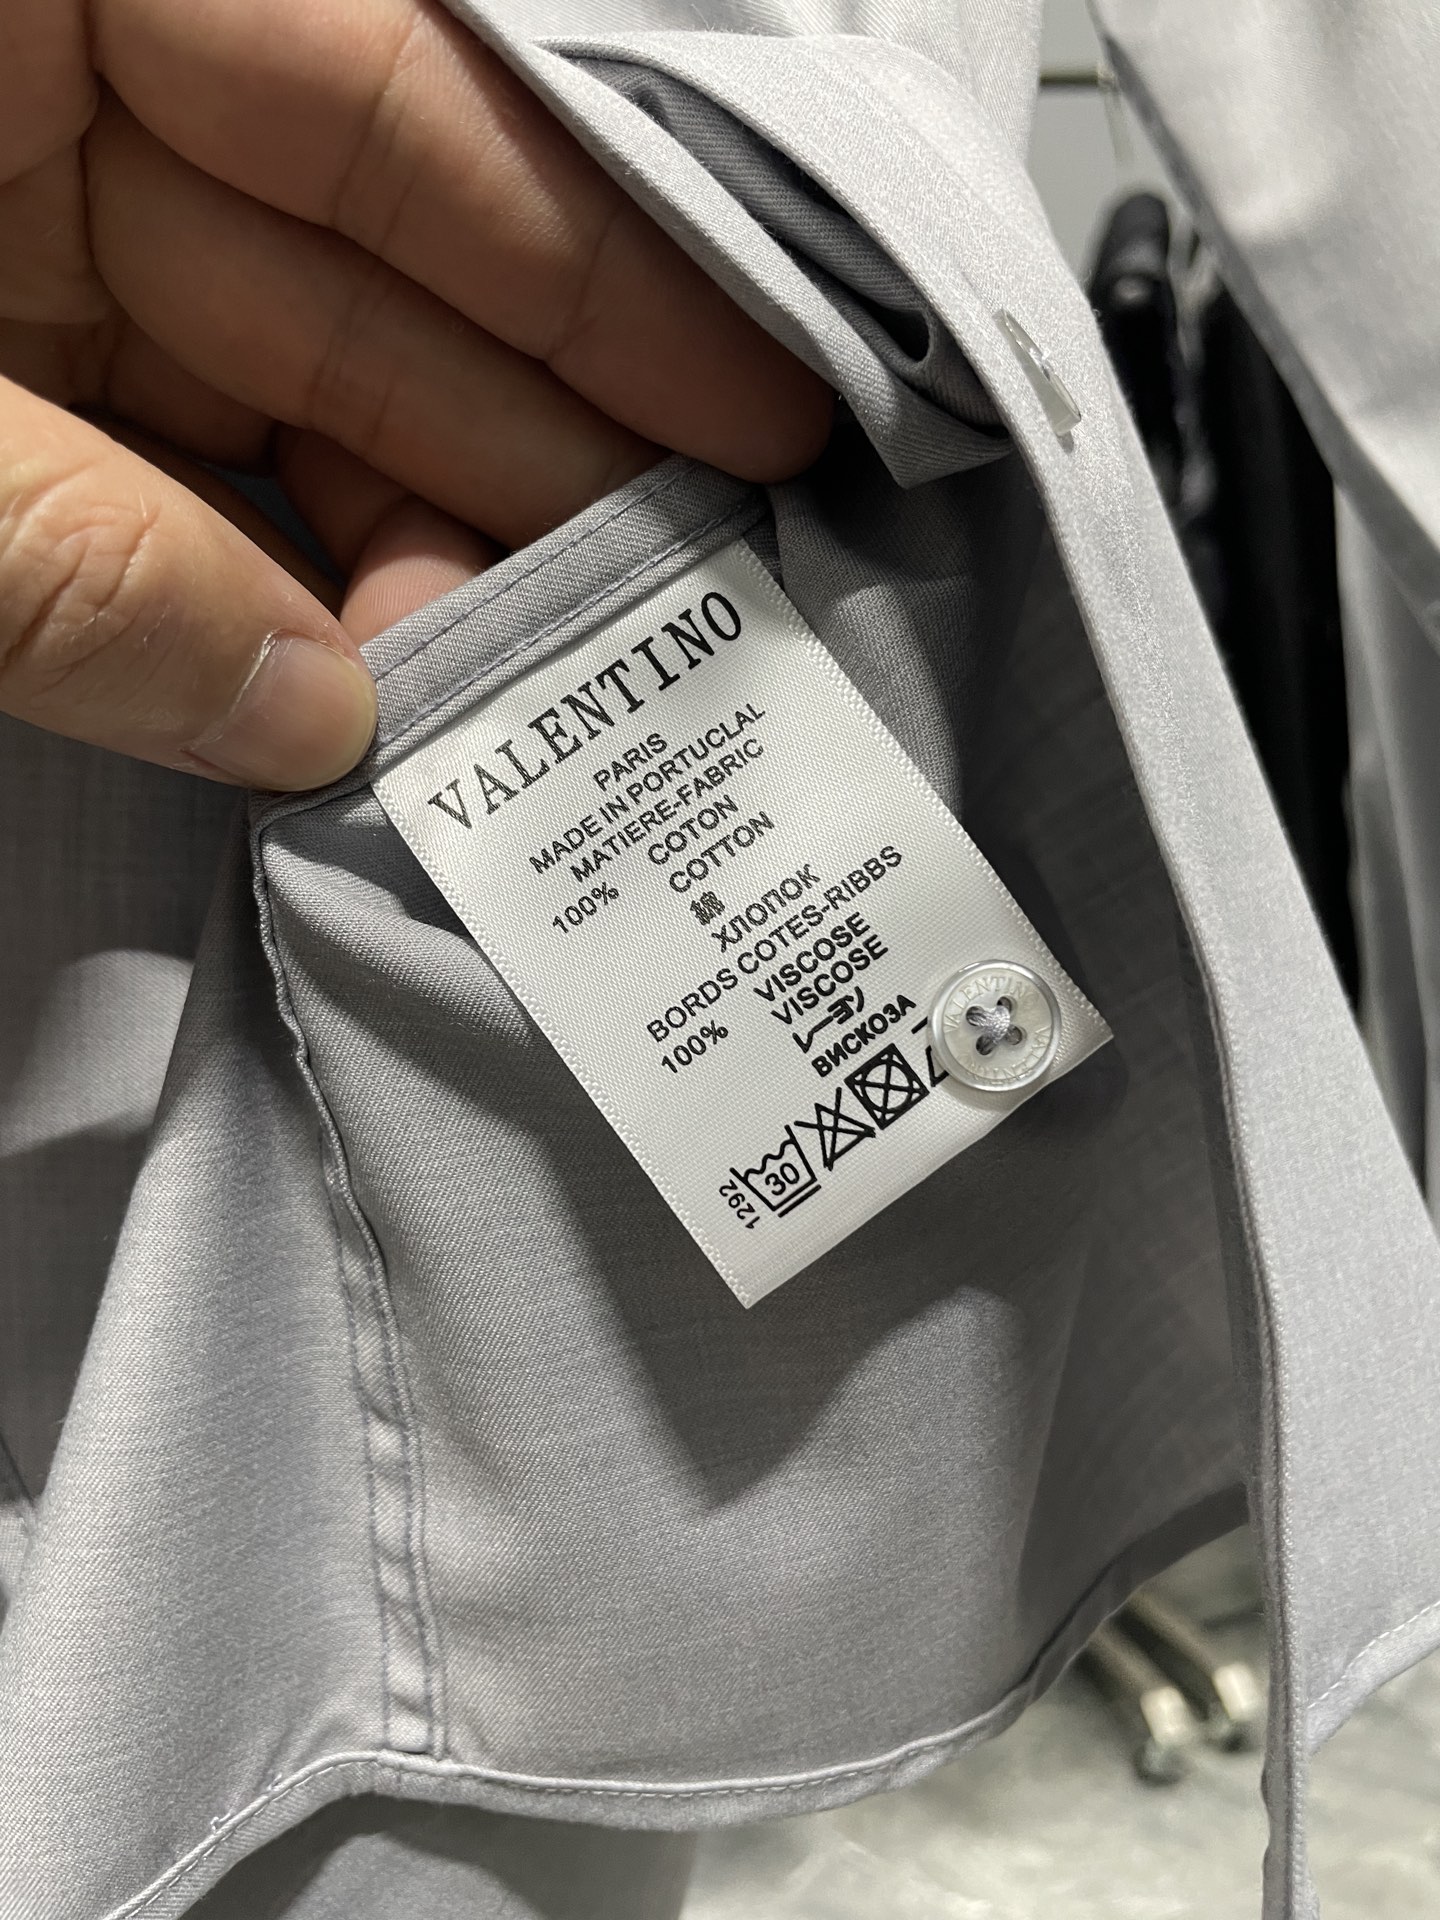 VALENTINO
PARIS
MADE IN PORTUCLAL
MATIERE-FABRIC
COTON
100% COTTON
綿
ХЛОПОК
BORDS COTES-RIBBS
VISCOSE
100% VISCOSE
レーヨン
ВИСКОЗА
1292
30
VALENTINO